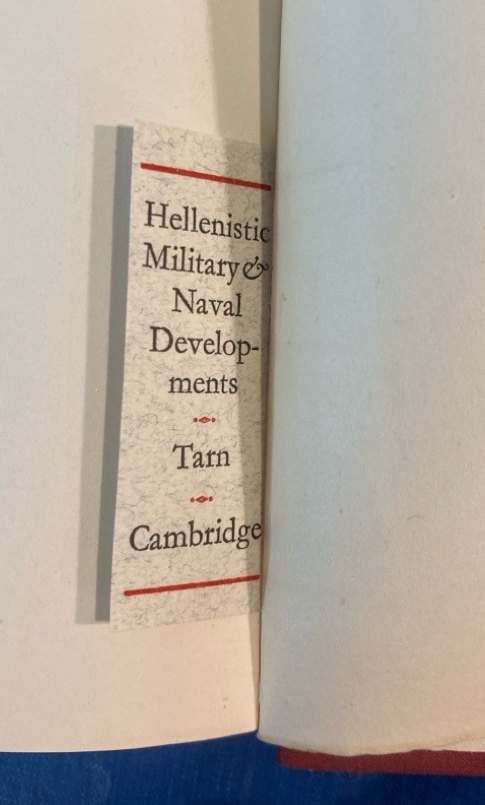 Hellenistic
Military &
Naval
Develop-
ments
Tarn
Cambridge